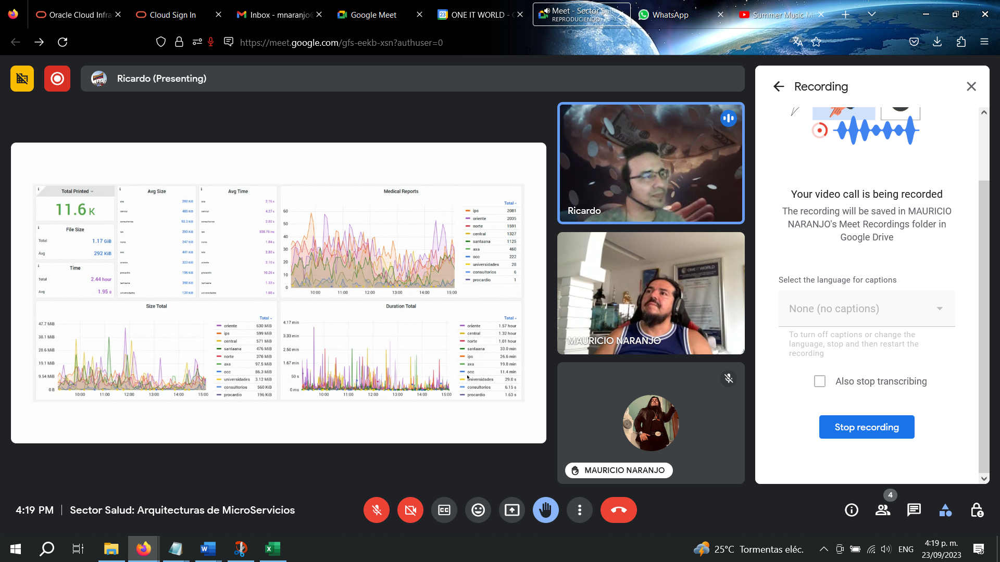 Oracle Cloud Infra
Cloud Sign In
Inbox - mnaranjo@
Google Meet
ONE IT WORLD - C
Meet - Sector Sal
REPRODUCIENDO
WhatsApp
Summer Music M
https://meet.google.com/gfs-eekb-xsn?authuser=0
Ricardo (Presenting)
Total Printed
11.6 K
File Size
Total 1.17 GiB
Avg 292 KiB
Time
Total 2.44 hour
Avg 1.95 s
Avg Size
axa 280 KiB
central 480 KiB
consultorios 93.3 KiB
ips 293 KiB
norte 247 KiB
occ 441 KiB
oriente 323 KiB
procardio 196 KiB
santaana 398 KiB
universidades 120 KiB
Avg Time
axa 2.16 s
central 4.27 s
consultorios 2.02 s
ips 938.76 ms
norte 1.84 s
occ 2.80 s
oriente 2.10 s
procardio 10.26 s
santaana 1.33 s
universidades 1.68 s
Medical Reports
60
50
40
30
20
10
0
10:00 11:00 12:00 13:00 14:00 15:00
Total
ips 2081
oriente 2035
norte 1591
central 1327
santaana 1125
axa 460
occ 222
universidades 28
consultorios 6
procardio 1
Size Total
47.7 MiB
38.1 MiB
28.6 MiB
19.1 MiB
9.54 MiB
0 B
10:00 11:00 12:00 13:00 14:00 15:00
Total
oriente 630 MiB
ips 599 MiB
central 571 MiB
santaana 476 MiB
norte 376 MiB
axa 97.5 MiB
occ 86.3 MiB
universidades 3.12 MiB
consultorios 560 KiB
procardio 196 KiB
Duration Total
4.17 min
3.33 min
2.50 min
1.67 min
50 s
0 ms
10:00 11:00 12:00 13:00 14:00 15:00
Total
oriente 1.57 hour
central 1.32 hour
norte 1.01 hour
santaana 33.0 min
ips 26.6 min
axa 19.8 min
occ 11.4 min
universidades 29.0 s
consultorios 6.15 s
procardio 1.63 s
Ricardo
ONE IT WORLD
MAURICIO NARANJO
MAURICIO NARANJO
Recording
Your video call is being recorded
The recording will be saved in MAURICIO
NARANJO's Meet Recordings folder in
Google Drive
Select the language for captions
None (no captions)
To turn off captions or change the
language, stop and then restart the
recording
Also stop transcribing
Stop recording
4:19 PM | Sector Salud: Arquitecturas de MicroServicios
CC
4
25°C Tormentas eléc.
ENG
4:19 p. m.
23/09/2023